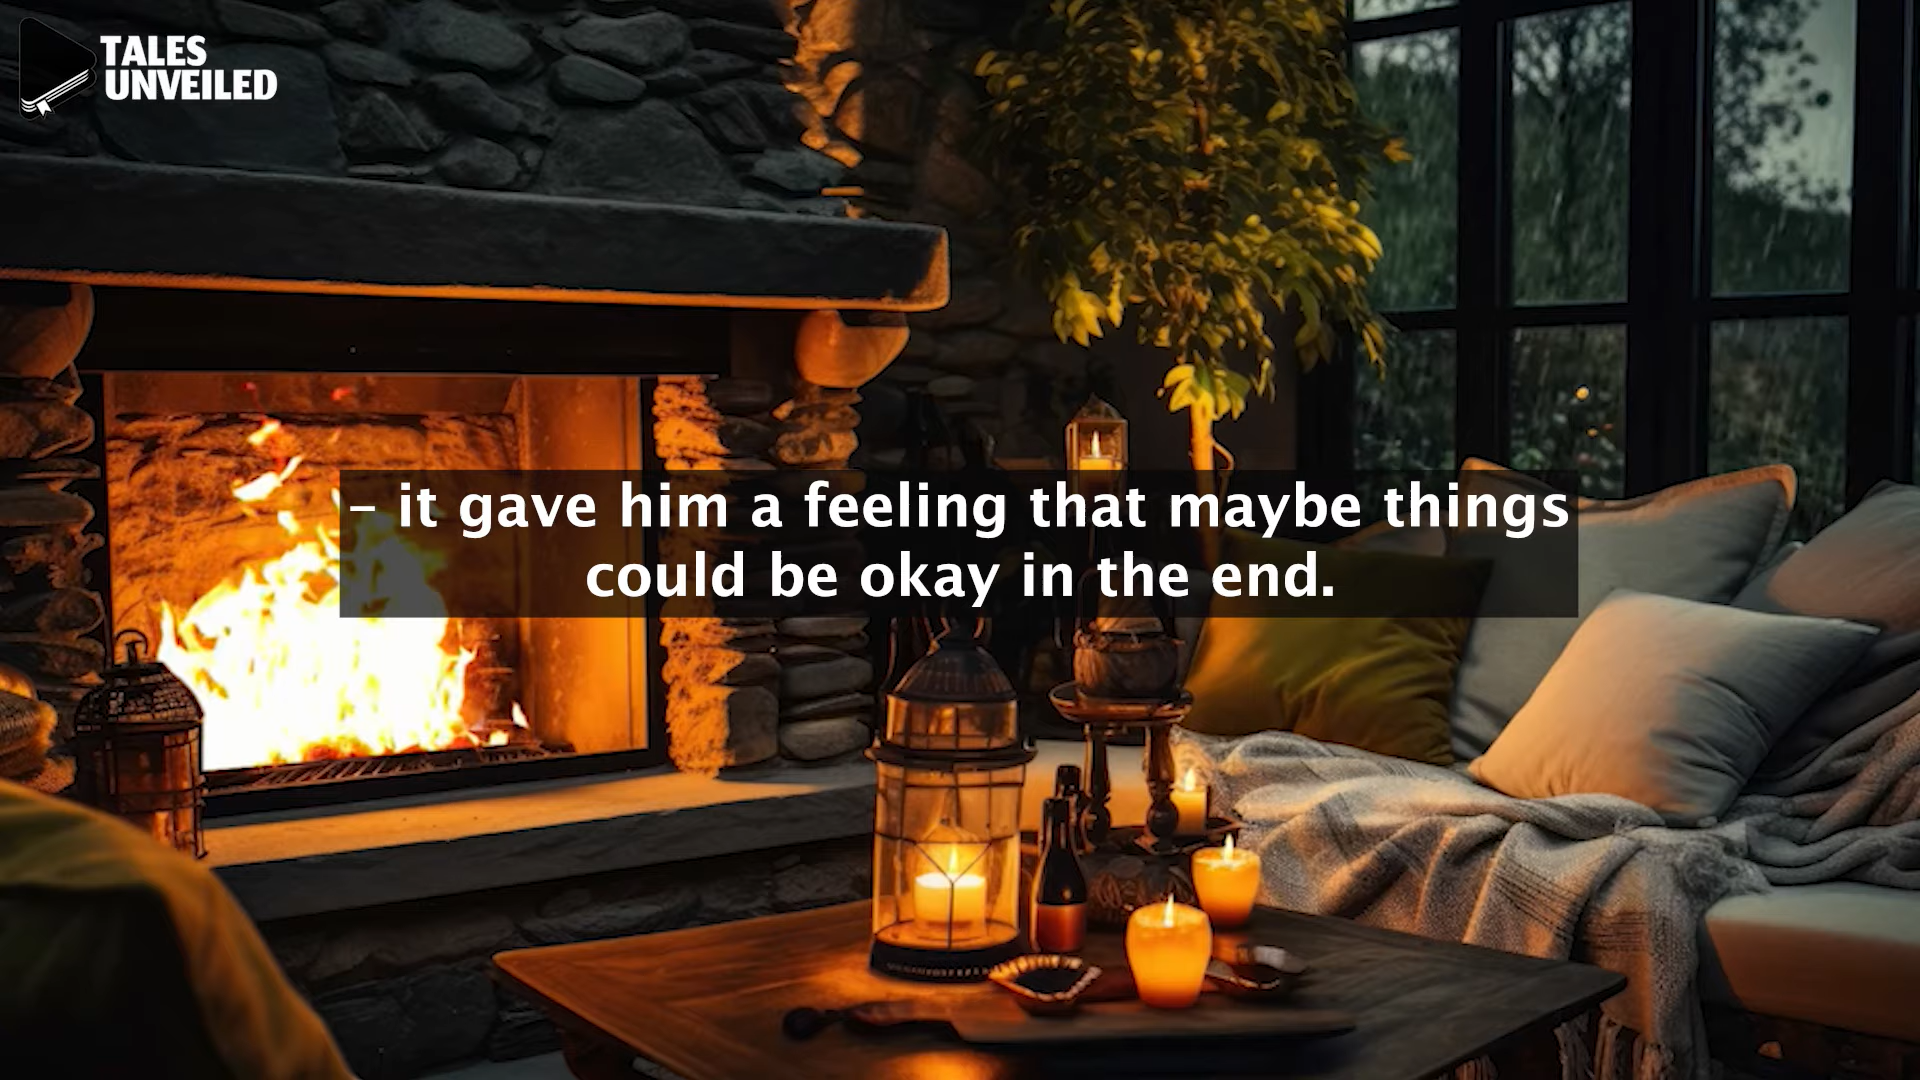 TALES
UNVEILED
– it gave him a feeling that maybe things
could be okay in the end.